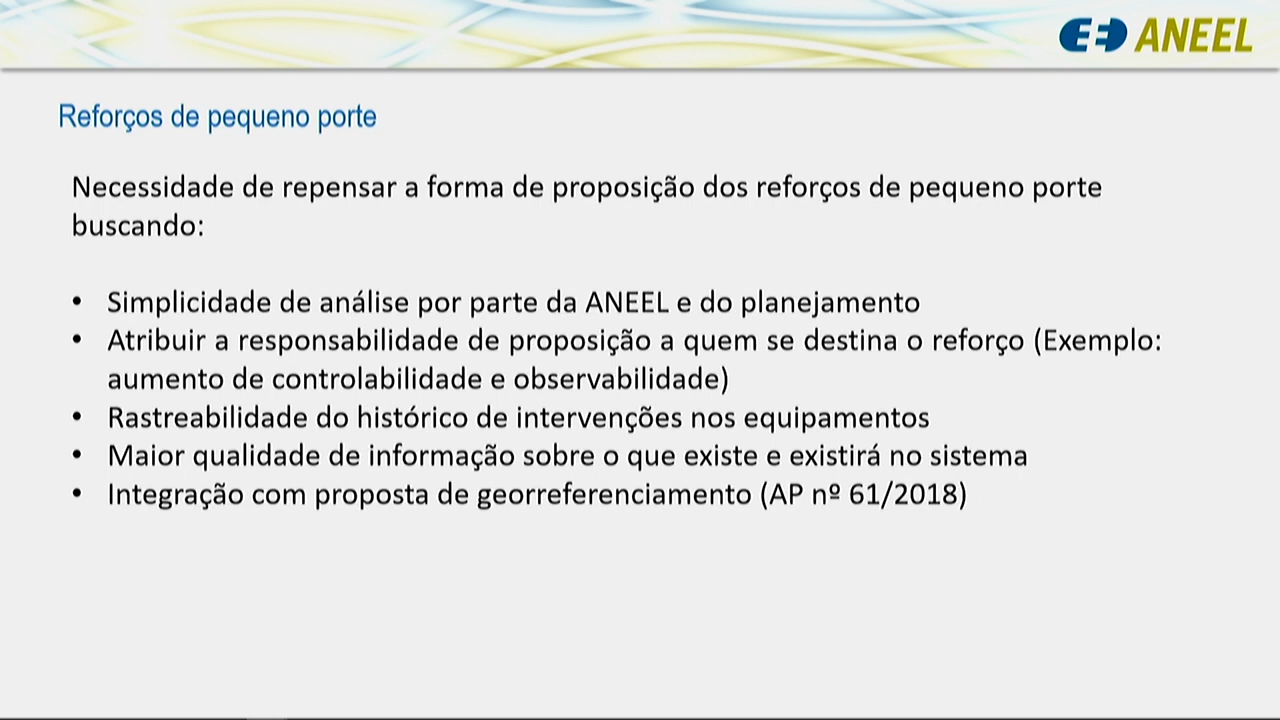 ANEEL
Reforços de pequeno porte
Necessidade de repensar a forma de proposição dos reforços de pequeno porte
buscando:
• Simplicidade de análise por parte da ANEEL e do planejamento
• Atribuir a responsabilidade de proposição a quem se destina o reforço (Exemplo:
aumento de controlabilidade e observabilidade)
• Rastreabilidade do histórico de intervenções nos equipamentos
• Maior qualidade de informação sobre o que existe e existirá no sistema
• Integração com proposta de georreferenciamento (AP nº 61/2018)